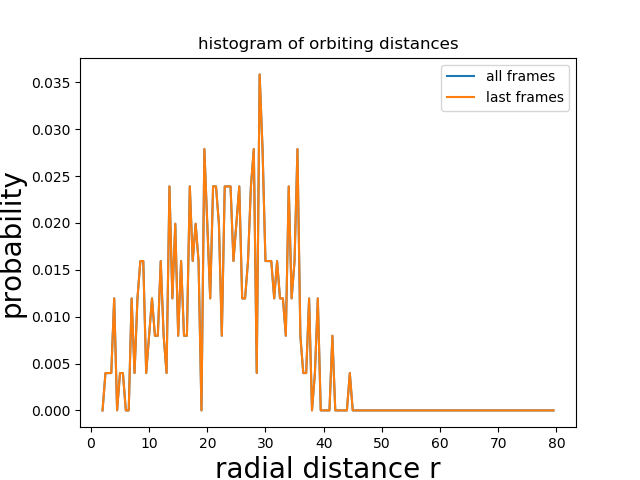 histogram of orbiting distances
all frames
last frames
probability
0.035
0.030
0.025
0.020
0.015
0.010
0.005
0.000
0 10 20 30 40 50 60 70 80
radial distance r